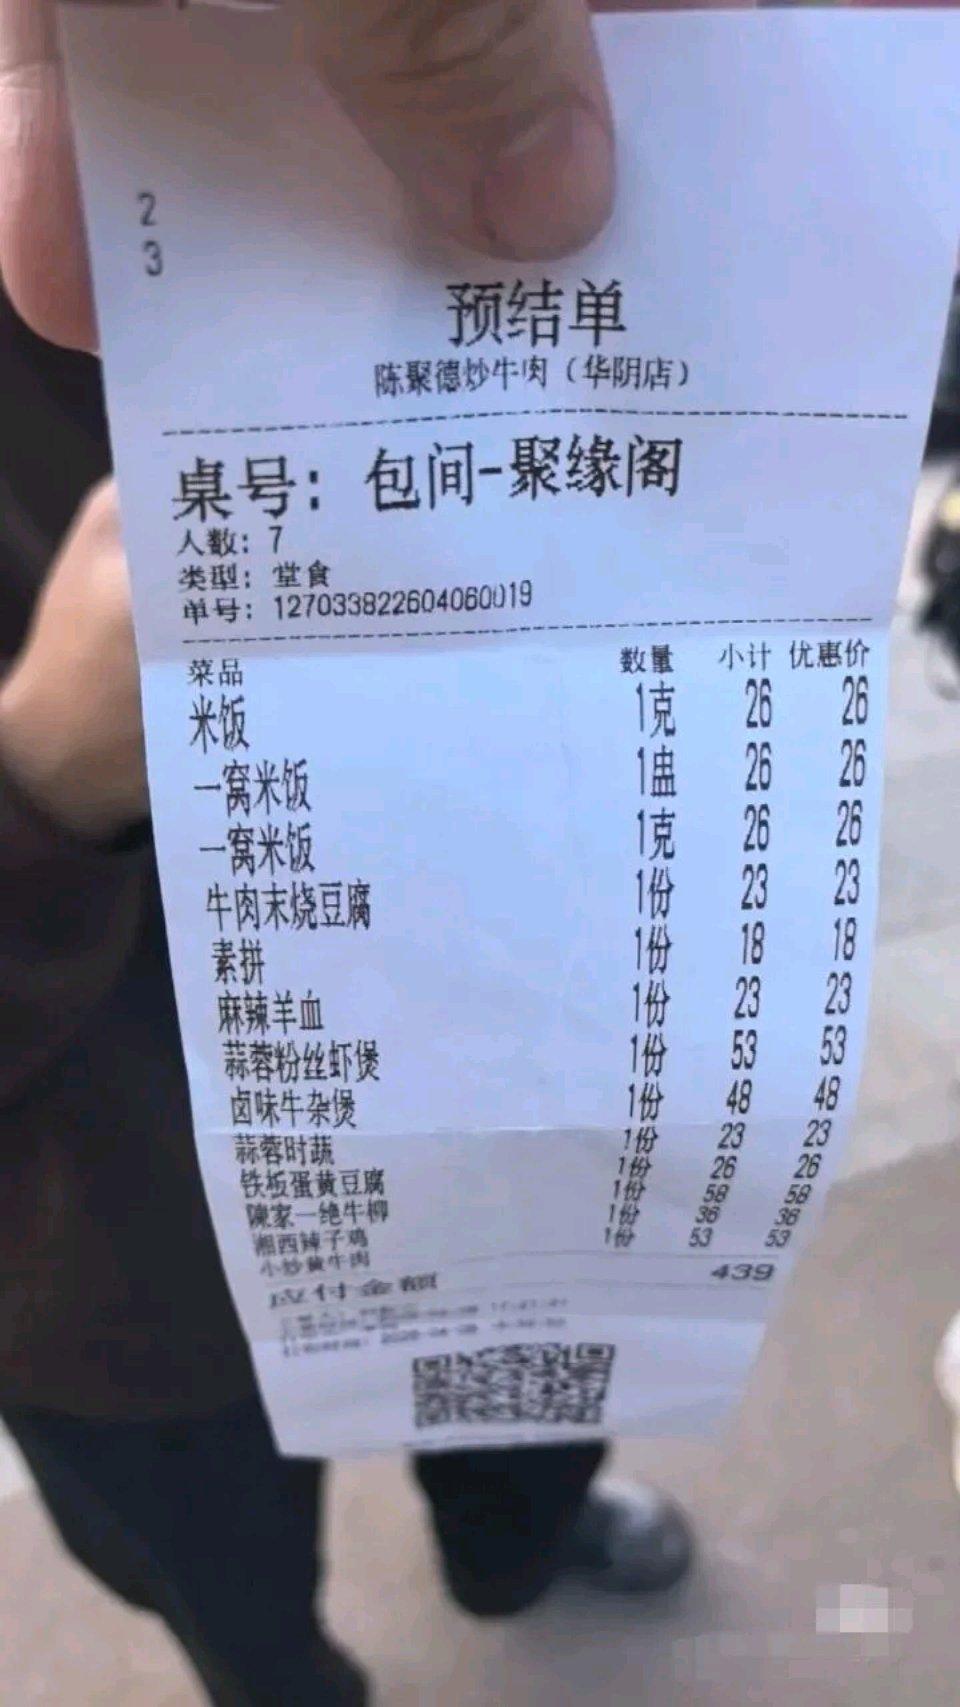 2
3
预结单
陈聚德炒牛肉（华阴店）
桌号： 包间-聚缘阁
人数： 7
类型： 堂食
单号： 127033822604060019
菜品 数量 小计 优惠价
米饭 1克 26 26
一窝米饭 1盅 26 26
一窝米饭 1克 26 26
牛肉末烧豆腐 1份 23 23
素拼 1份 18 18
麻辣羊血 1份 23 23
蒜蓉粉丝虾煲 1份 53 53
卤味牛杂煲 1份 48 48
蒜蓉时蔬 1份 23 23
铁板蛋黄豆腐 1份 26 26
陳家一绝牛柳 1份 58 58
湘西辣子鸡 1份 36 36
小炒黄牛肉 1份 53 53
应付金额 439